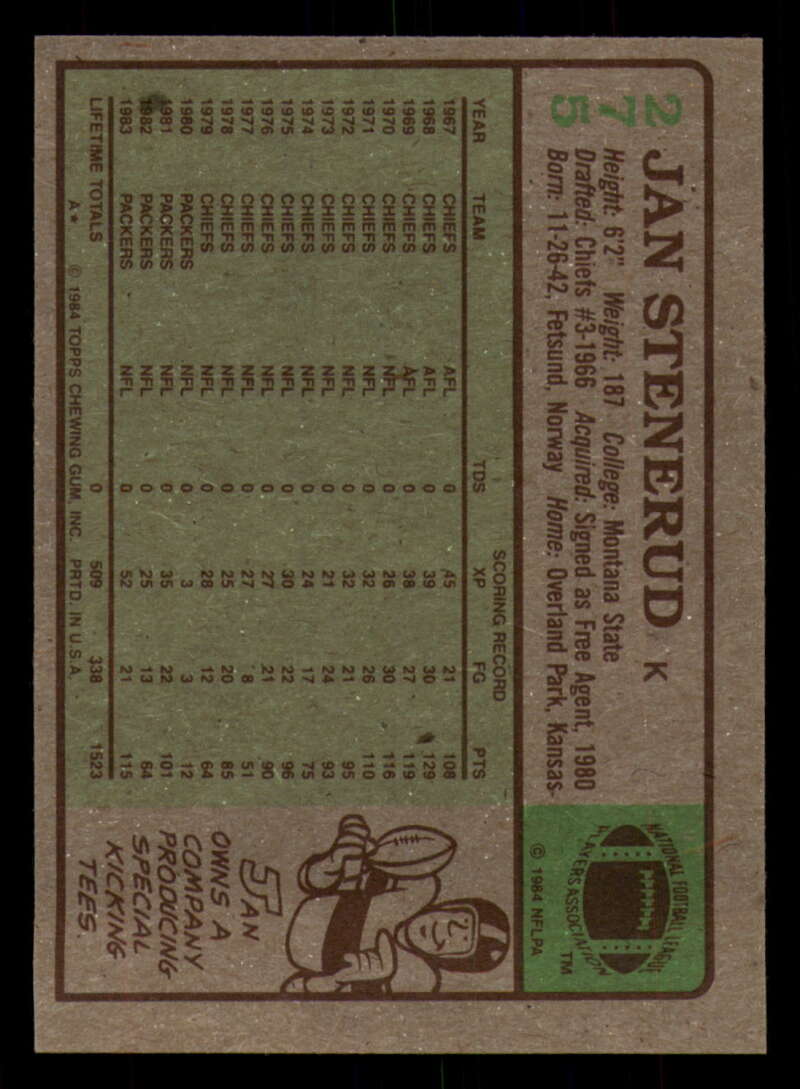 275
JAN STENERUD K
Height: 6'2" Weight: 187 College: Montana State
Drafted: Chiefs #3-1966 Acquired: Signed as Free Agent, 1980
Born: 11-26-42, Fetsund, Norway Home: Overland Park, Kansas
NATIONAL FOOTBALL LEAGUE
PLAYERS ASSOCIATION
TM
© 1984 NFLPA
SCORING RECORD
YEAR TEAM TDS XP FG PTS
1967 CHIEFS AFL 0 45 21 108
1968 CHIEFS AFL 0 39 30 129
1969 CHIEFS AFL 0 38 27 119
1970 CHIEFS NFL 0 26 30 116
1971 CHIEFS NFL 0 32 26 110
1972 CHIEFS NFL 0 32 21 95
1973 CHIEFS NFL 0 21 24 93
1974 CHIEFS NFL 0 24 17 75
1975 CHIEFS NFL 0 30 22 96
1976 CHIEFS NFL 0 27 21 90
1977 CHIEFS NFL 0 27 8 51
1978 CHIEFS NFL 0 25 20 85
1979 CHIEFS NFL 0 28 12 64
1980 PACKERS NFL 0 3 3 12
1981 PACKERS NFL 0 35 22 101
1982 PACKERS NFL 0 25 13 64
1983 PACKERS NFL 0 52 21 115
LIFETIME TOTALS 0 509 338 1523
A* © 1984 TOPPS CHEWING GUM, INC. PRTD. IN U.S.A.
JAN
OWNS A
COMPANY
PRODUCING
SPECIAL
KICKING
TEES.